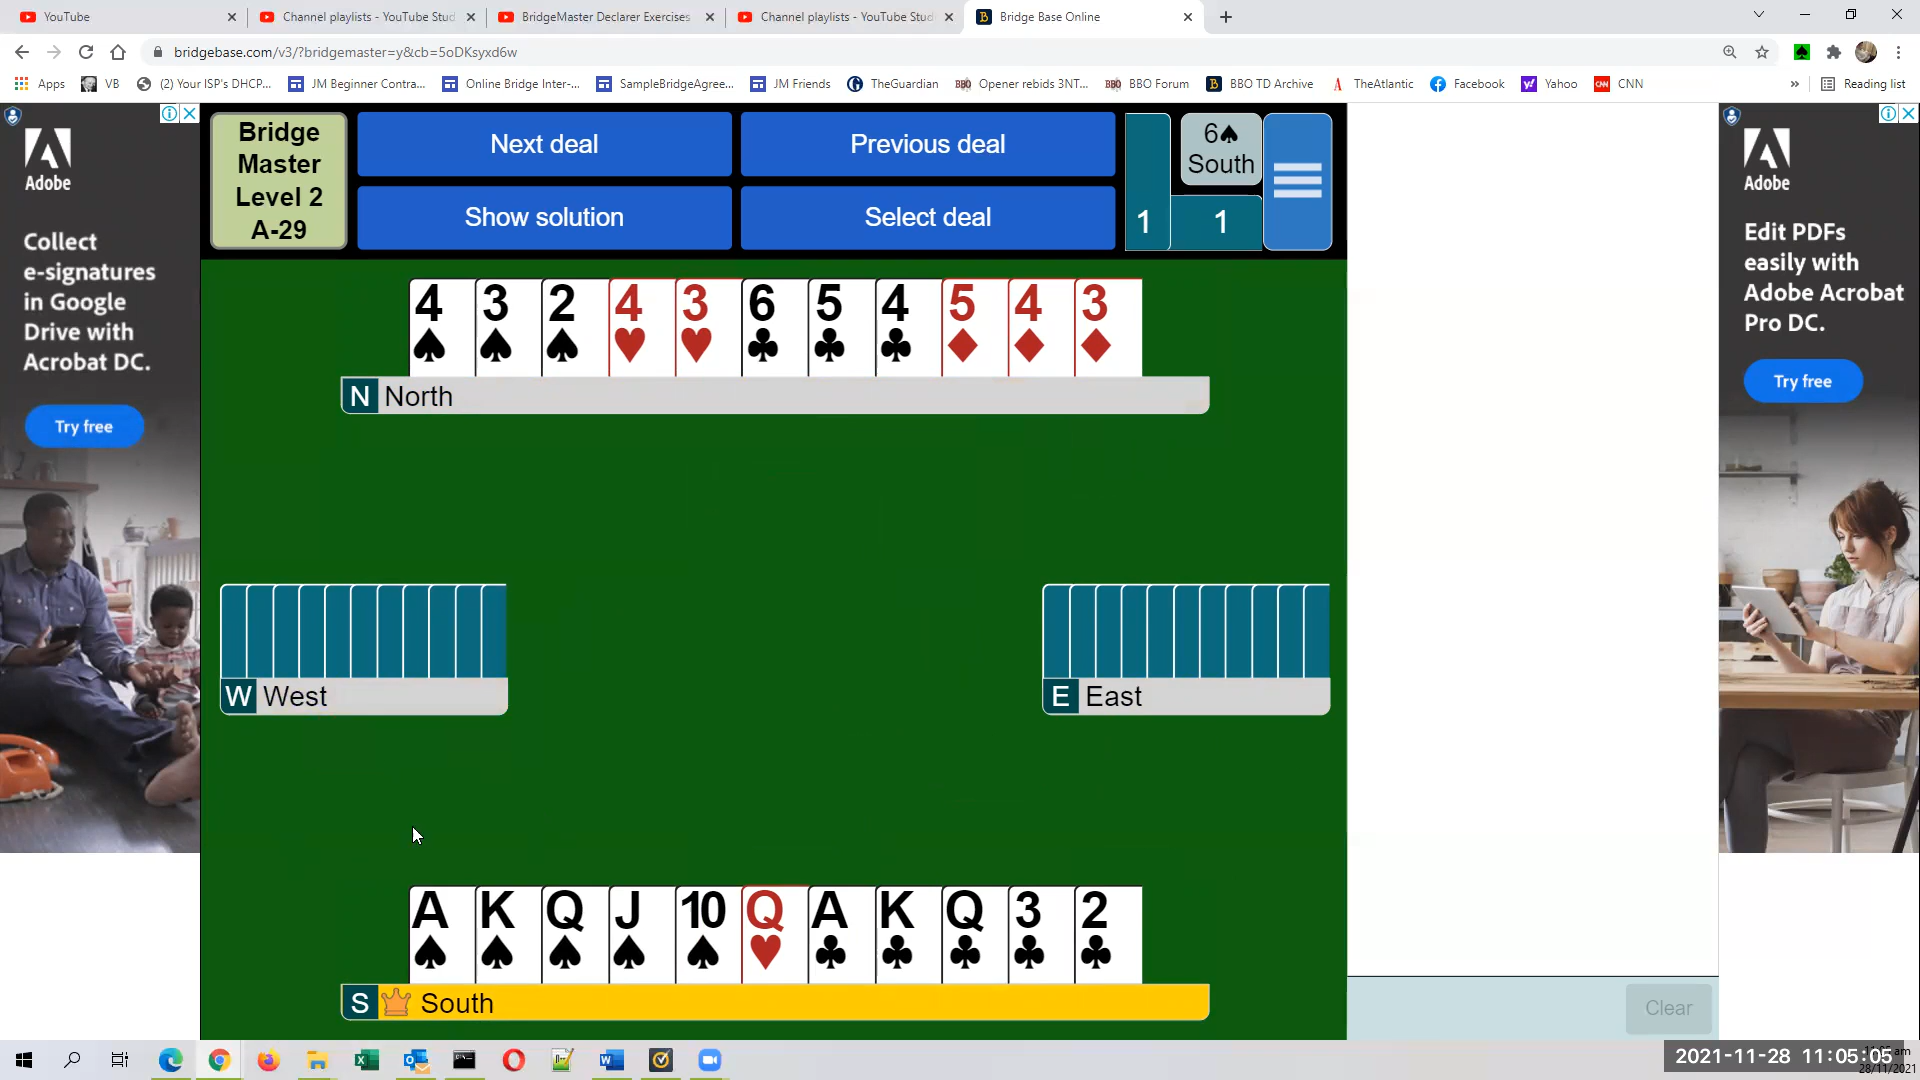 YouTube
Channel playlists - YouTube Stud
BridgeMaster Declarer Exercises
Channel playlists - YouTube Stud
Bridge Base Online
bridgebase.com/v3/?bridgemaster=y&cb=5oDKsyxd6w
Apps
VB
(2) Your ISP's DHCP...
JM Beginner Contra...
Online Bridge Inter-...
SampleBridgeAgree...
JM Friends
TheGuardian
BBO Opener rebids 3NT...
BBO BBO Forum
BBO TD Archive
TheAtlantic
Facebook
Yahoo
CNN
»
Reading list
Adobe
Collect
e-signatures
in Google
Drive with
Acrobat DC.
Try free
Bridge
Master
Level 2
A-29
Next deal
Previous deal
Show solution
Select deal
6♠
South
1
1
4♠ 3♠ 2♠ 4♥ 3♥ 6♣ 5♣ 4♣ 5♦ 4♦ 3♦
N North
W West
E East
A♠ K♠ Q♠ J♠ 10♠ Q♥ A♣ K♣ Q♣ 3♣ 2♣
S South
Clear
Adobe
Edit PDFs
easily with
Adobe Acrobat
Pro DC.
Try free
2021-11-28 11:05:05
28/11/2021